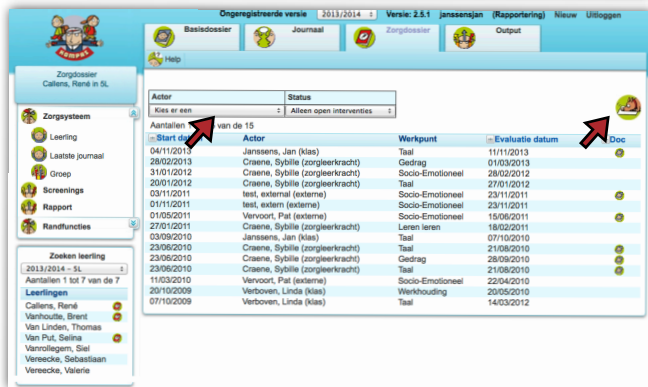 Ongeregistreerde versie 2013/2014 Versie: 2.5.1 janssensjan (Rapportering) Nieuw Uitloggen
Basisdossier Journaal Zorgdossier Output
Help
KOMPAS
Zorgdossier
Callens, René in 5L
Zorgsysteem
Leerling
Laatste journaal
Groep
Screenings
Rapport
Randfuncties
Zoeken leerling
2013/2014 - 5L
Aantallen 1 tot 7 van de 7
Leerlingen
Callens, René
Vanhoutte, Brent
Van Linden, Thomas
Van Put, Selina
Vanrollegem, Siel
Vereecke, Sebastiaan
Vereecke, Valerie
Actor Status
Kies er een Alleen open interventies
Aantallen van de 15
Start Actor Werkpunt Evaluatie datum Doc
04/11/2013 Janssens, Jan (klas) Taal 11/11/2013
28/02/2013 Craene, Sybille (zorgleerkracht) Gedrag 01/03/2013
31/01/2012 Craene, Sybille (zorgleerkracht) Socio-Emotioneel 28/02/2012
20/01/2012 Craene, Sybille (zorgleerkracht) Taal 27/01/2012
03/11/2011 test, external (externe) Socio-Emotioneel 23/11/2011
01/11/2011 test, extern (externe) Socio-Emotioneel 23/11/2011
01/05/2011 Vervoort, Pat (externe) Socio-Emotioneel 15/06/2011
27/01/2011 Craene, Sybille (zorgleerkracht) Leren leren 18/02/2011
03/09/2010 Janssens, Jan (klas) Taal 07/10/2010
23/06/2010 Craene, Sybille (zorgleerkracht) Taal 21/08/2010
23/06/2010 Craene, Sybille (zorgleerkracht) Gedrag 28/09/2010
23/06/2010 Craene, Sybille (zorgleerkracht) Taal 21/08/2010
11/03/2010 Vervoort, Pat (externe) Socio-Emotioneel 22/04/2010
20/10/2009 Verboven, Linda (klas) Werkhouding 20/05/2010
07/10/2009 Verboven, Linda (klas) Taal 14/03/2012